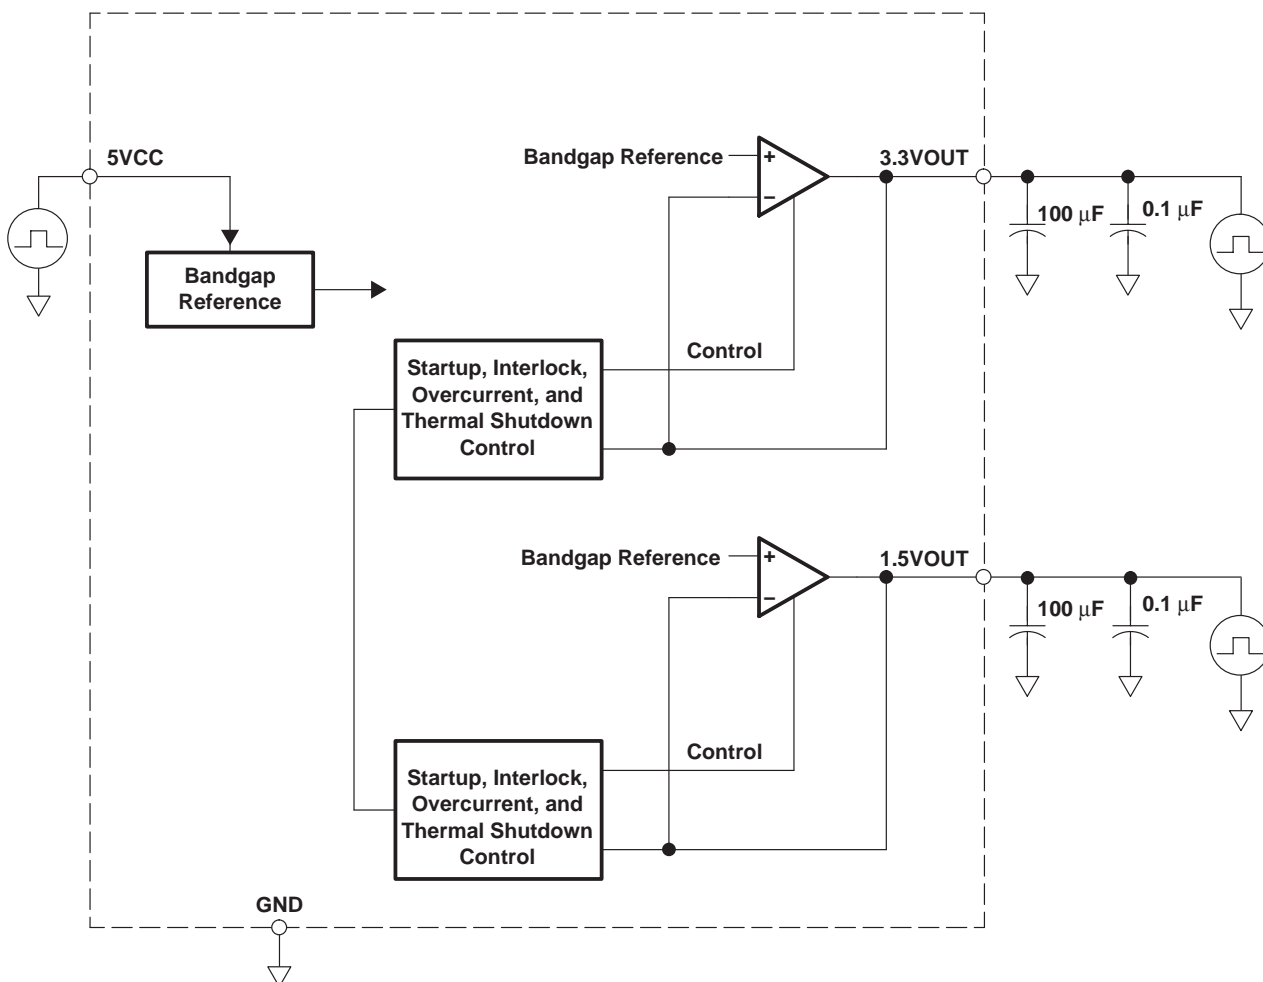 5VCC
Bandgap Reference
+
−
3.3VOUT
100 µF
0.1 µF
Bandgap
Reference
Control
Startup, Interlock,
Overcurrent, and
Thermal Shutdown
Control
Bandgap Reference
+
−
1.5VOUT
100 µF
0.1 µF
Control
Startup, Interlock,
Overcurrent, and
Thermal Shutdown
Control
GND